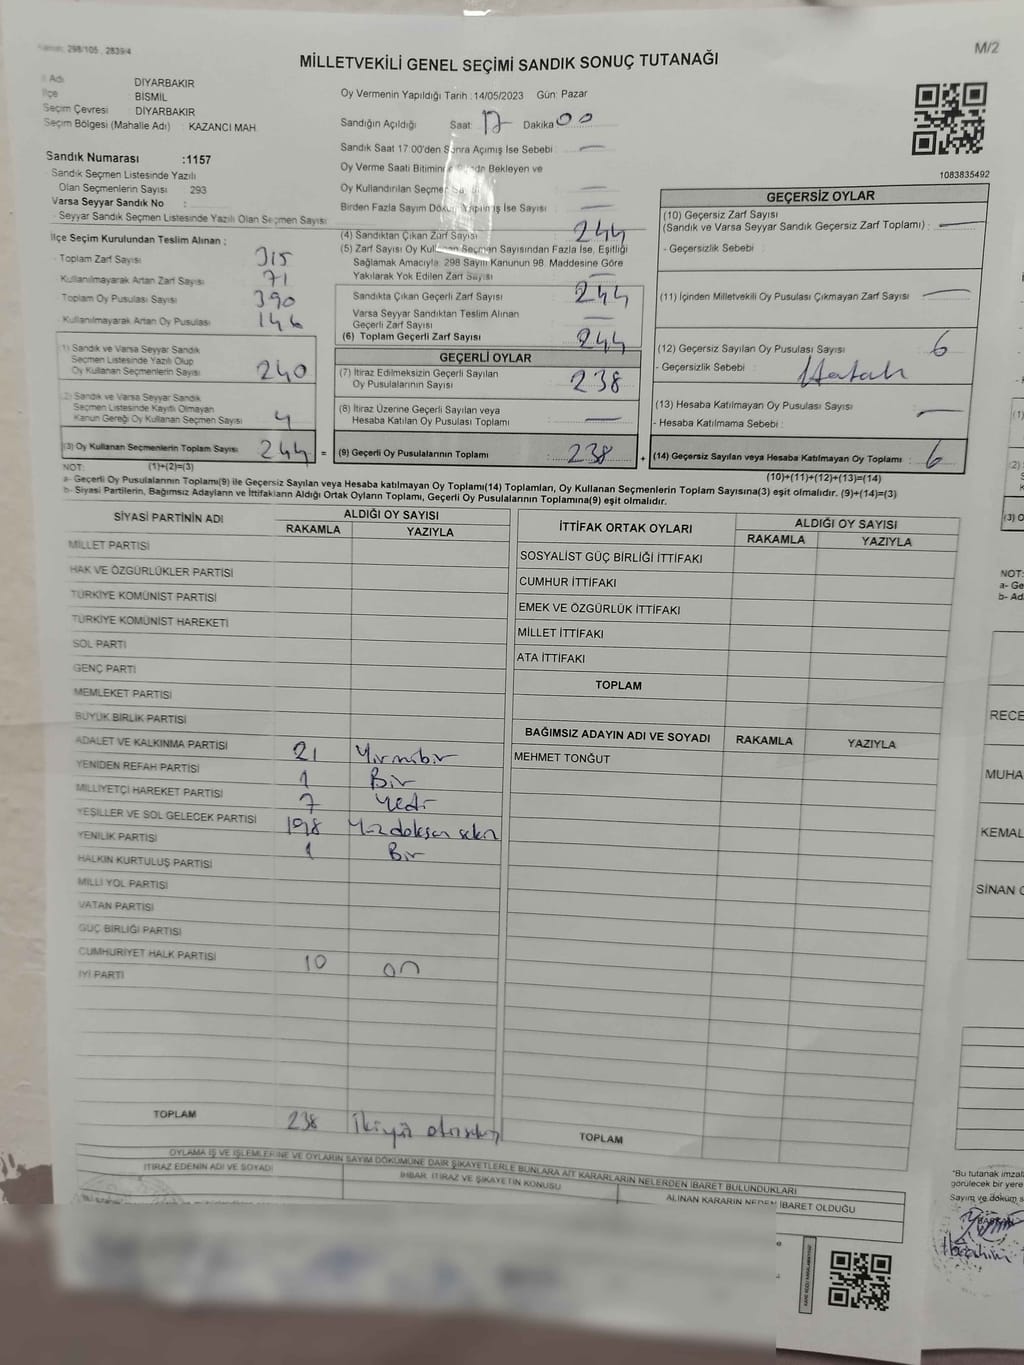 298/105 , 2839/4
M/2
MİLLETVEKİLİ GENEL SEÇİMİ SANDIK SONUÇ TUTANAĞI
İl Adı DİYARBAKIR
İlçe BİSMİL
Seçim Çevresi : DİYARBAKIR
Seçim Bölgesi (Mahalle Adı) : KAZANCI MAH
Sandık Numarası :1157
Sandık Seçmen Listesinde Yazılı
Olan Seçmenlerin Sayısı : 293
Varsa Seyyar Sandık No :
- Seyyar Sandık Seçmen Listesinde Yazılı Olan Seçmen Sayısı
İlçe Seçim Kurulundan Teslim Alınan :
Toplam Zarf Sayısı 315
Kullanılmayarak Artan Zarf Sayısı 71
Toplam Oy Pusulası Sayısı 390
Kullanılmayarak Artan Oy Pusulası 146
1) Sandık ve Varsa Seyyar Sandık
Seçmen Listesinde Yazılı Olup
Oy Kullanan Seçmenlerin Sayısı 240
2) Sandık ve Varsa Seyyar Sandık
Seçmen Listesinde Kayıtlı Olmayan
Kanun Gereği Oy Kullanan Seçmen Sayısı 4
(3) Oy Kullanan Seçmenlerin Toplam Sayısı 244 =
Oy Vermenin Yapıldığı Tarih : 14/05/2023 Gün: Pazar
Sandığın Açıldığı Saat: 17 Dakika 00
Sandık Saat 17:00'den Sonra Açımış İse Sebebi : —
Oy Verme Saati Bitiminde Bekleyen ve
Oy Kullandırılan Seçmen —
Birden Fazla Sayım Döküm Yapılmış İse Sayısı —
(4) Sandıktan Çıkan Zarf Sayısı 244
(5) Zarf Sayısı Oy Kullanan Seçmen Sayısından Fazla İse, Eşitliği
Sağlamak Amacıyla, 298 Sayılı Kanunun 98. Maddesine Göre
Yakılarak Yok Edilen Zarf Sayısı —
Sandıkta Çıkan Geçerli Zarf Sayısı 244
Varsa Seyyar Sandıktan Teslim Alınan
Geçerli Zarf Sayısı —
(6) Toplam Geçerli Zarf Sayısı 244
GEÇERLİ OYLAR
(7) İtiraz Edilmeksizin Geçerli Sayılan
Oy Pusulalarının Sayısı 238
(8) İtiraz Üzerine Geçerli Sayılan veya
Hesaba Katılan Oy Pusulası Toplamı —
(9) Geçerli Oy Pusulalarının Toplamı : 238 +
1083835492
GEÇERSİZ OYLAR
(10) Geçersiz Zarf Sayısı
(Sandık ve Varsa Seyyar Sandık Geçersiz Zarf Toplamı) : —
- Geçersizlik Sebebi :
(11) İçinden Milletvekili Oy Pusulası Çıkmayan Zarf Sayısı —
(12) Geçersiz Sayılan Oy Pusulası Sayısı 6
- Geçersizlik Sebebi : Hatalı
(13) Hesaba Katılmayan Oy Pusulası Sayısı —
- Hesaba Katılmama Sebebi :
(14) Geçersiz Sayılan veya Hesaba Katılmayan Oy Toplamı : 6
NOT: (1)+(2)=(3)
(10)+(11)+(12)+(13)=(14)
a- Geçerli Oy Pusulalarının Toplamı(9) ile Geçersiz Sayılan veya Hesaba Katılmayan Oy Toplamı(14) Toplamları, Oy Kullanan Seçmenlerin Toplam Sayısına(3) eşit olmalıdır. (9)+(14)=(3)
b- Siyasi Partilerin, Bağımsız Adayların ve İttifakların Aldığı Ortak Oyların Toplamı, Geçerli Oy Pusulalarının Toplamına(9) eşit olmalıdır.
SİYASİ PARTİNİN ADI
ALDIĞI OY SAYISI
RAKAMLA YAZIYLA
MİLLET PARTİSİ
HAK VE ÖZGÜRLÜKLER PARTİSİ
TÜRKİYE KOMÜNİST PARTİSİ
TÜRKİYE KOMÜNİST HAREKETİ
SOL PARTİ
GENÇ PARTİ
MEMLEKET PARTİSİ
BÜYÜK BİRLİK PARTİSİ
ADALET VE KALKINMA PARTİSİ 21 Yirmibir
YENİDEN REFAH PARTİSİ 1 Bir
MİLLİYETÇİ HAREKET PARTİSİ 7 Yedi
YEŞİLLER VE SOL GELECEK PARTİSİ 198 Yüzdoksan sekiz
YENİLİK PARTİSİ 1 Bir
HALKIN KURTULUŞ PARTİSİ
MİLLİ YOL PARTİSİ
VATAN PARTİSİ
GÜÇ BİRLİĞİ PARTİSİ
CUMHURİYET HALK PARTİSİ 10 on
İYİ PARTİ
TOPLAM 238 İkiyüz otuzsekiz
İTTİFAK ORTAK OYLARI
ALDIĞI OY SAYISI
RAKAMLA YAZIYLA
SOSYALİST GÜÇ BİRLİĞİ İTTİFAKI
CUMHUR İTTİFAKI
EMEK VE ÖZGÜRLÜK İTTİFAKI
MİLLET İTTİFAKI
ATA İTTİFAKI
TOPLAM
BAĞIMSIZ ADAYIN ADI VE SOYADI RAKAMLA YAZIYLA
MEHMET TONĞUT
TOPLAM
OYLAMA İŞ VE İŞLEMLERİNE VE OYLARIN SAYIM DÖKÜMÜNE DAİR ŞİKAYETLERLE BUNLARA AİT KARARLARIN NELERDEN İBARET BULUNDUKLARI
İTİRAZ EDENİN ADI VE SOYADI
İHBAR, İTİRAZ VE ŞİKAYETİN KONUSU
ALINAN KARARIN NEDEN İBARET OLDUĞU
(1)
(2)
(3) O
NOT:
a- Ge
b- Ad
RECE
MUHA
KEMAL
SİNAN O
"Bu tutanak imzal
görülecek bir yere
Sayım ve döküm s